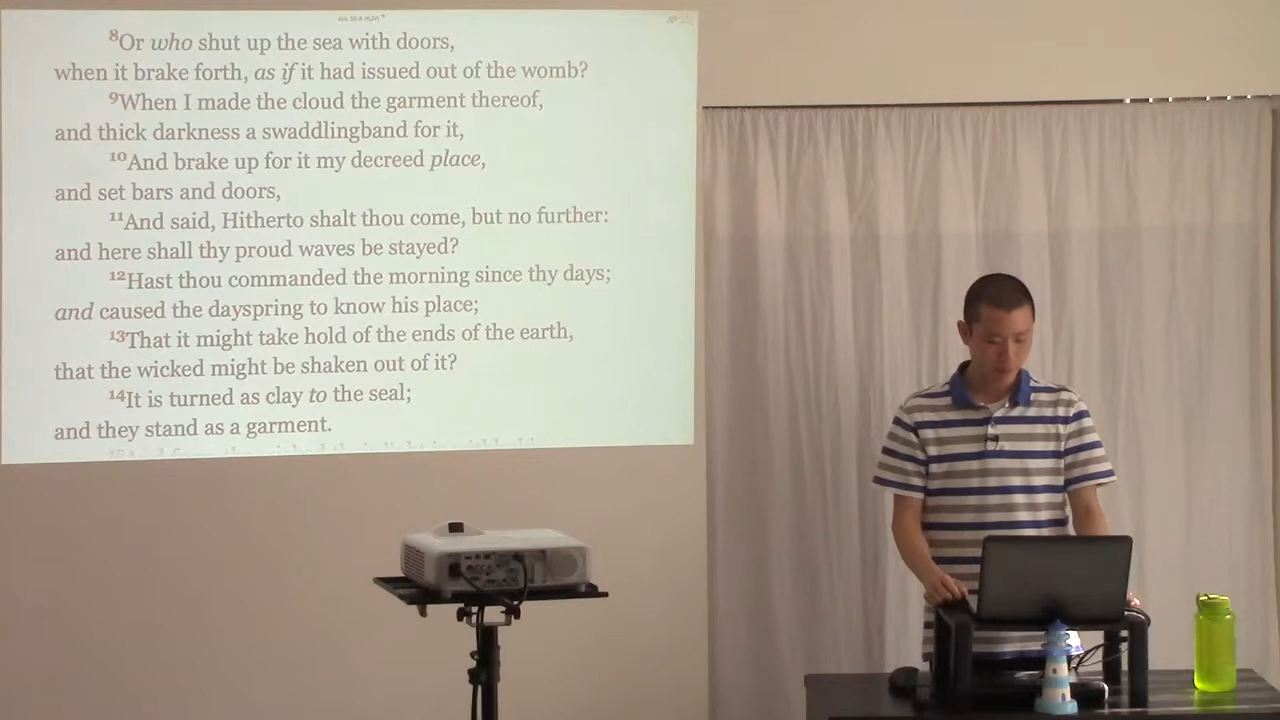 ⁸Or who shut up the sea with doors,
when it brake forth, as if it had issued out of the womb?
⁹When I made the cloud the garment thereof,
and thick darkness a swaddlingband for it,
¹⁰And brake up for it my decreed place,
and set bars and doors,
¹¹And said, Hitherto shalt thou come, but no further:
and here shall thy proud waves be stayed?
¹²Hast thou commanded the morning since thy days;
and caused the dayspring to know his place;
¹³That it might take hold of the ends of the earth,
that the wicked might be shaken out of it?
¹⁴It is turned as clay to the seal;
and they stand as a garment.